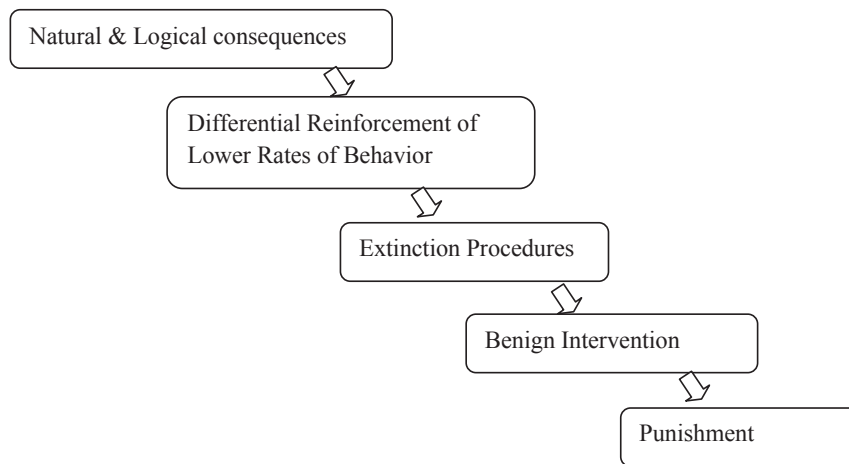 Natural & Logical consequences
Differential Reinforcement of
Lower Rates of Behavior
Extinction Procedures
Benign Intervention
Punishment